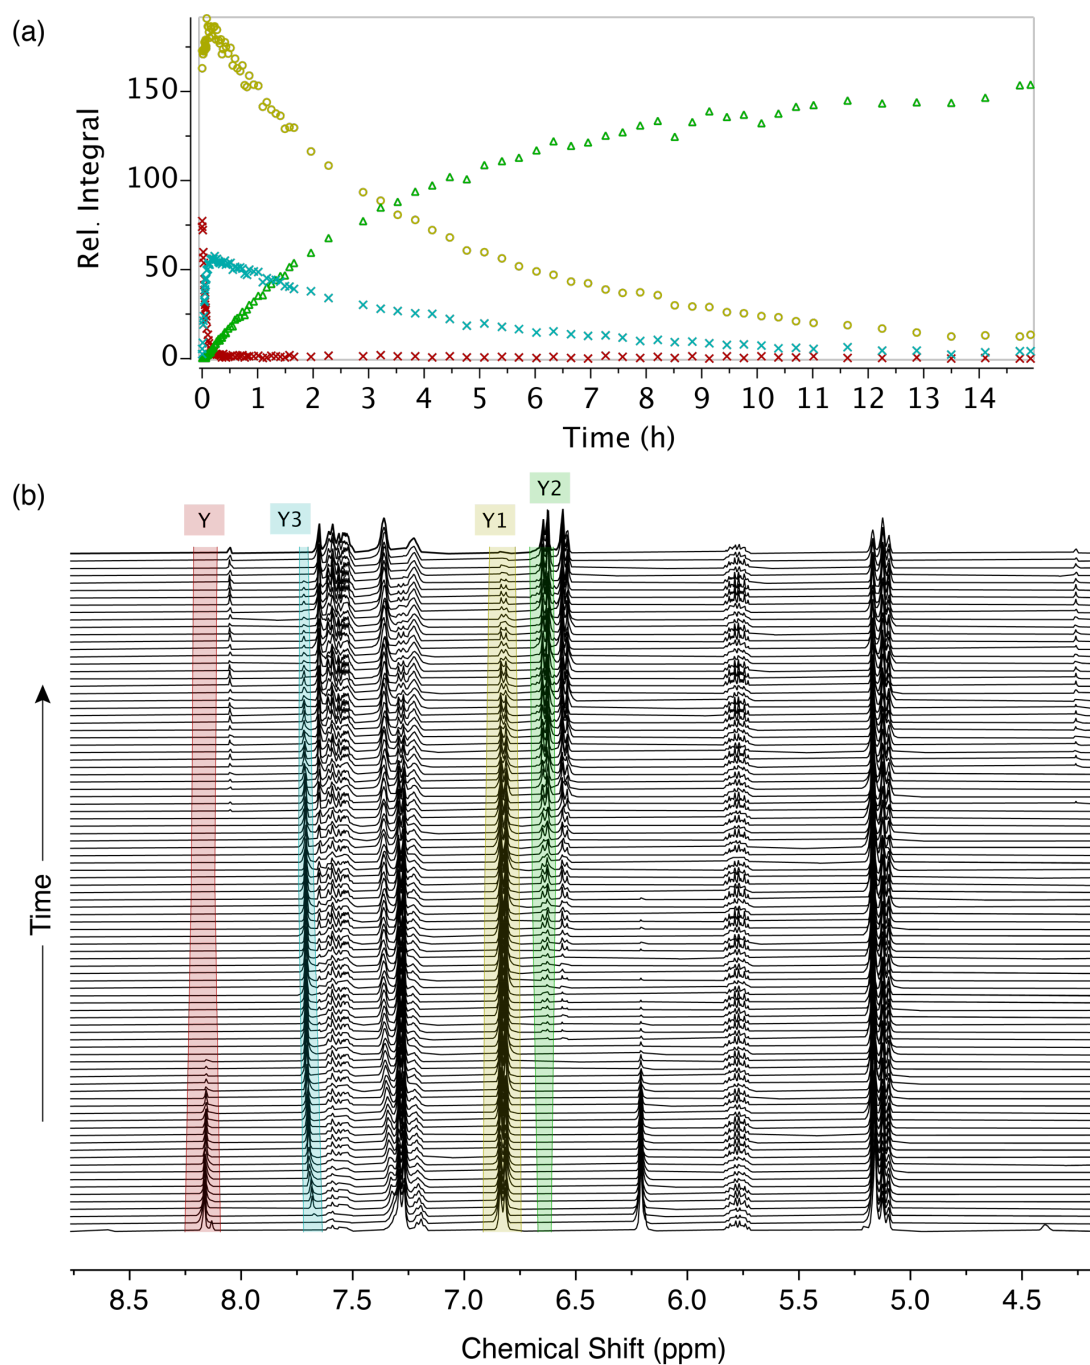 (a)
Rel. Integral
150
100
50
0
0 1 2 3 4 5 6 7 8 9 10 11 12 13 14
Time (h)
(b)
Y Y3 Y1 Y2
Time
8.5 8.0 7.5 7.0 6.5 6.0 5.5 5.0 4.5
Chemical Shift (ppm)